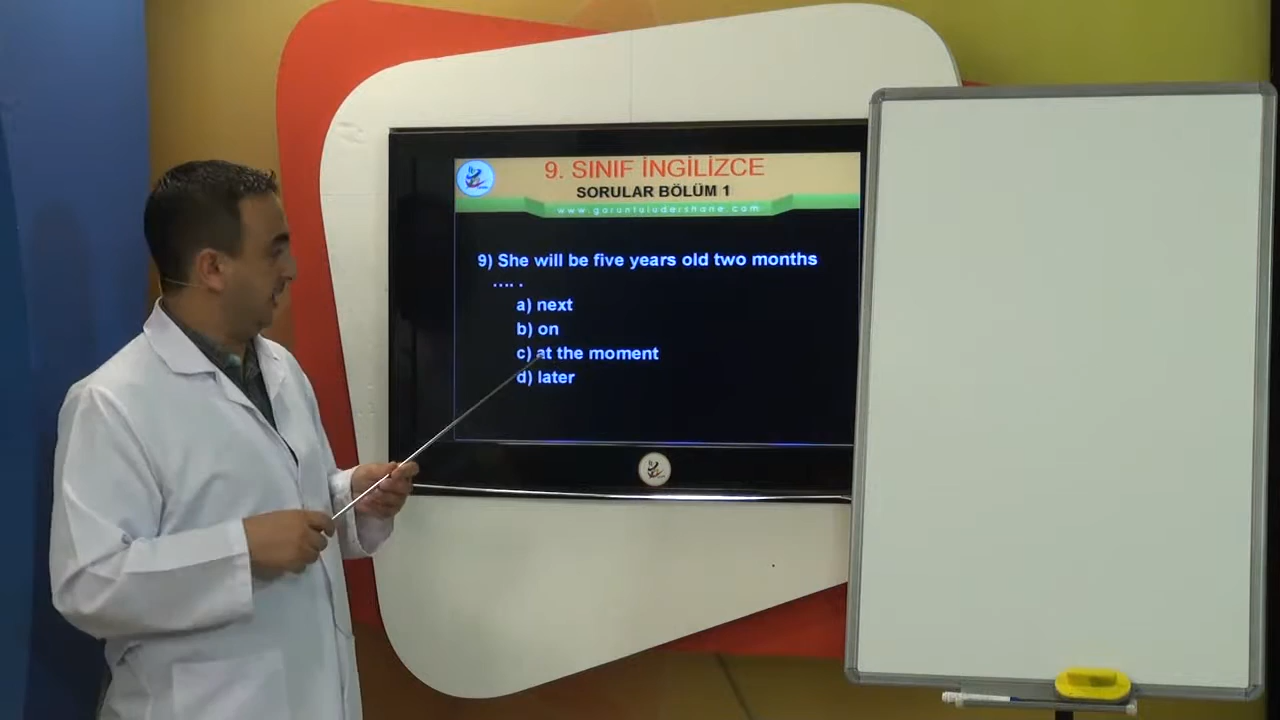 9. SINIF İNGİLİZCE
SORULAR BÖLÜM 1
www.goruntuludershane.com
9) She will be five years old two months
..... .
a) next
b) on
c) at the moment
d) later